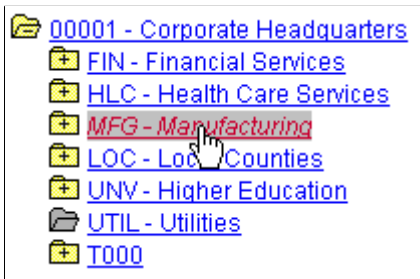 00001 - Corporate Headquarters
FIN - Financial Services
HLC - Health Care Services
MFG - Manufacturing
LOC - Local Counties
UNV - Higher Education
UTIL - Utilities
T000